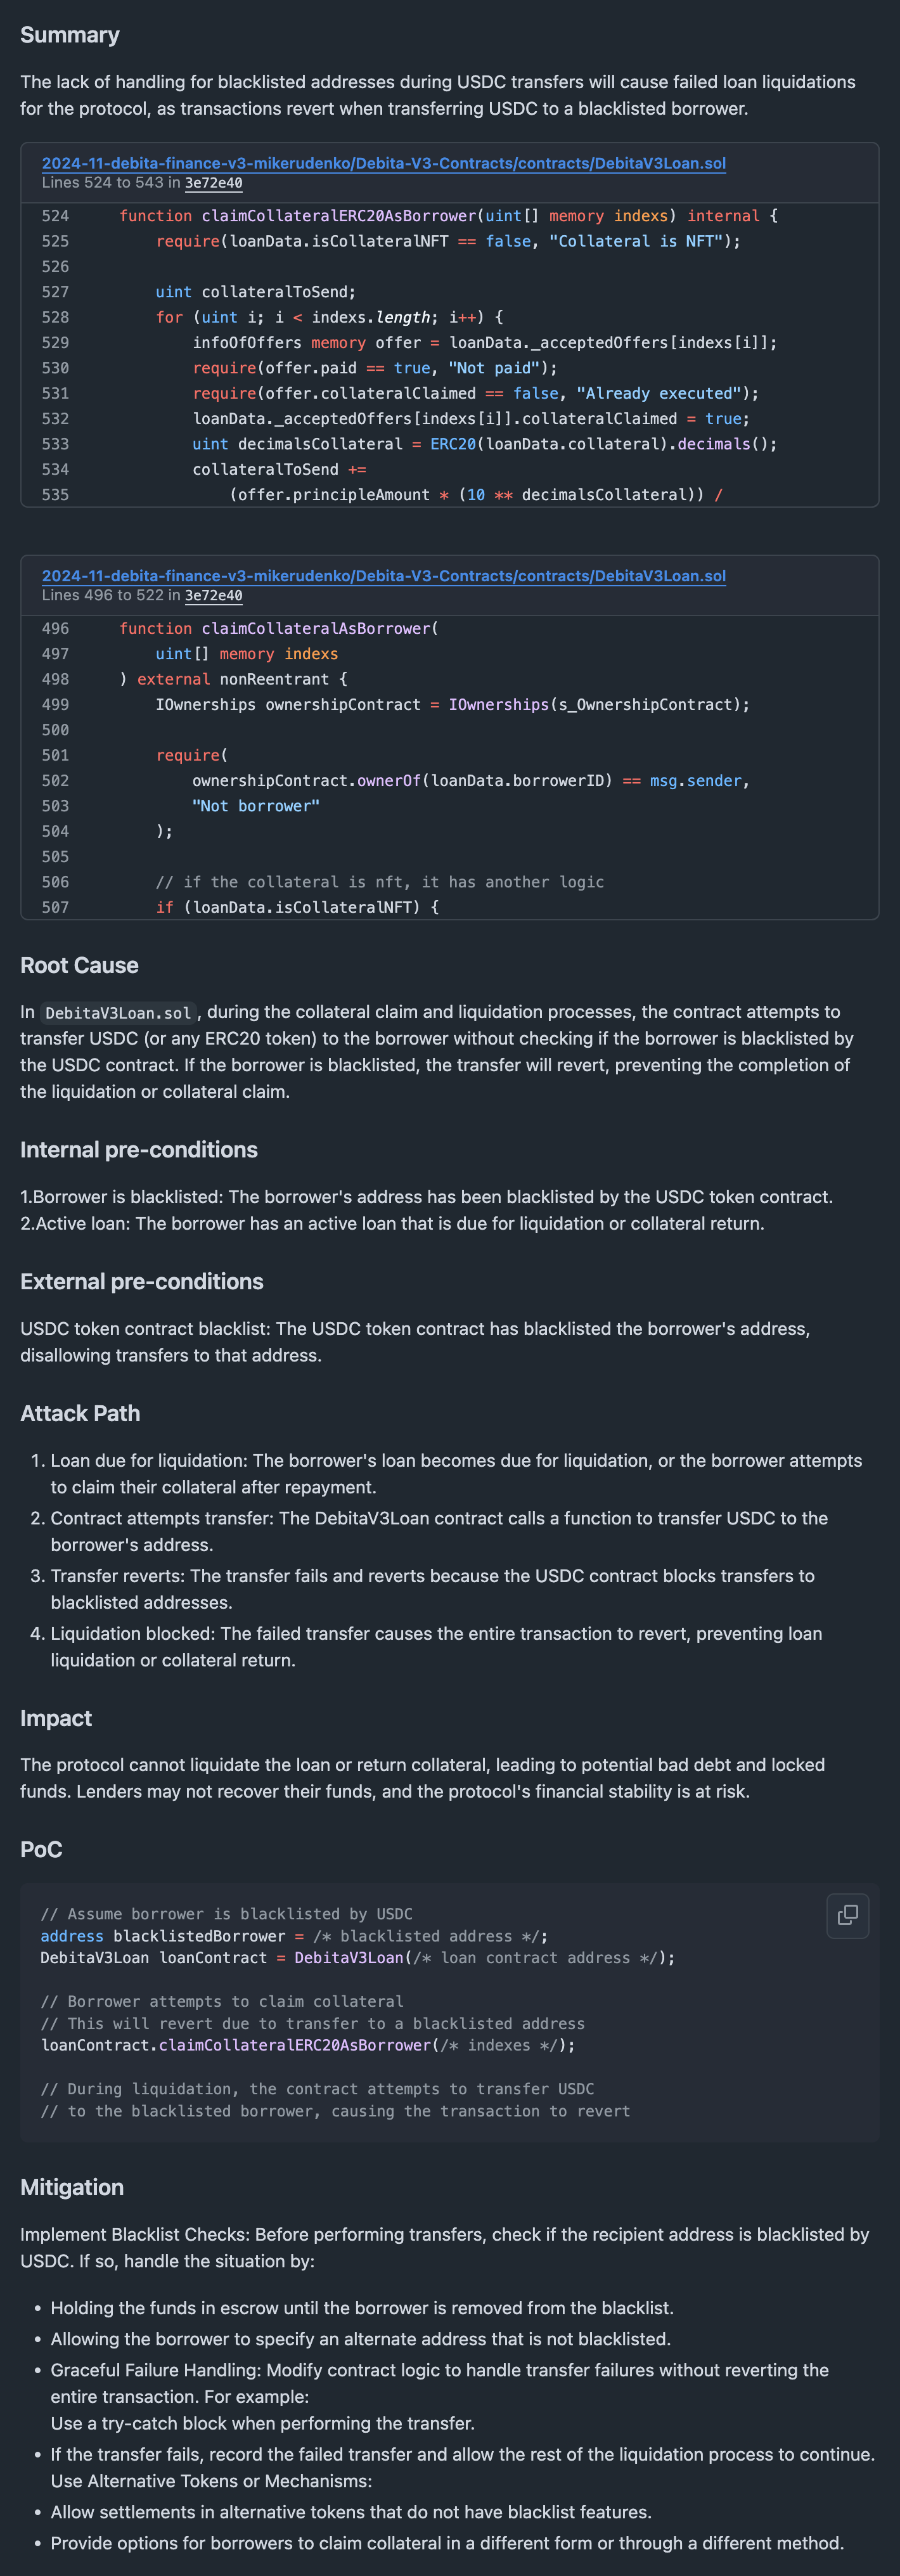 Summary
The lack of handling for blacklisted addresses during USDC transfers will cause failed loan liquidations
for the protocol, as transactions revert when transferring USDC to a blacklisted borrower.
2024-11-debita-finance-v3-mikerudenko/Debita-V3-Contracts/contracts/DebitaV3Loan.sol
Lines 524 to 543 in 3e72e40
524 function claimCollateralERC20AsBorrower(uint[] memory indexs) internal {
525 require(loanData.isCollateralNFT == false, "Collateral is NFT");
526
527 uint collateralToSend;
528 for (uint i; i < indexs.length; i++) {
529 infoOfOffers memory offer = loanData._acceptedOffers[indexs[i]];
530 require(offer.paid == true, "Not paid");
531 require(offer.collateralClaimed == false, "Already executed");
532 loanData._acceptedOffers[indexs[i]].collateralClaimed = true;
533 uint decimalsCollateral = ERC20(loanData.collateral).decimals();
534 collateralToSend +=
535 (offer.principleAmount * (10 ** decimalsCollateral)) /
2024-11-debita-finance-v3-mikerudenko/Debita-V3-Contracts/contracts/DebitaV3Loan.sol
Lines 496 to 522 in 3e72e40
496 function claimCollateralAsBorrower(
497 uint[] memory indexs
498 ) external nonReentrant {
499 IOwnerships ownershipContract = IOwnerships(s_OwnershipContract);
500
501 require(
502 ownershipContract.ownerOf(loanData.borrowerID) == msg.sender,
503 "Not borrower"
504 );
505
506 // if the collateral is nft, it has another logic
507 if (loanData.isCollateralNFT) {
Root Cause
In DebitaV3Loan.sol, during the collateral claim and liquidation processes, the contract attempts to
transfer USDC (or any ERC20 token) to the borrower without checking if the borrower is blacklisted by
the USDC contract. If the borrower is blacklisted, the transfer will revert, preventing the completion of
the liquidation or collateral claim.
Internal pre-conditions
1.Borrower is blacklisted: The borrower's address has been blacklisted by the USDC token contract.
2.Active loan: The borrower has an active loan that is due for liquidation or collateral return.
External pre-conditions
USDC token contract blacklist: The USDC token contract has blacklisted the borrower's address,
disallowing transfers to that address.
Attack Path
1. Loan due for liquidation: The borrower's loan becomes due for liquidation, or the borrower attempts
to claim their collateral after repayment.
2. Contract attempts transfer: The DebitaV3Loan contract calls a function to transfer USDC to the
borrower's address.
3. Transfer reverts: The transfer fails and reverts because the USDC contract blocks transfers to
blacklisted addresses.
4. Liquidation blocked: The failed transfer causes the entire transaction to revert, preventing loan
liquidation or collateral return.
Impact
The protocol cannot liquidate the loan or return collateral, leading to potential bad debt and locked
funds. Lenders may not recover their funds, and the protocol's financial stability is at risk.
PoC
// Assume borrower is blacklisted by USDC
address blacklistedBorrower = /* blacklisted address */;
DebitaV3Loan loanContract = DebitaV3Loan(/* loan contract address */);
// Borrower attempts to claim collateral
// This will revert due to transfer to a blacklisted address
loanContract.claimCollateralERC20AsBorrower(/* indexes */);
// During liquidation, the contract attempts to transfer USDC
// to the blacklisted borrower, causing the transaction to revert
Mitigation
Implement Blacklist Checks: Before performing transfers, check if the recipient address is blacklisted by
USDC. If so, handle the situation by:
• Holding the funds in escrow until the borrower is removed from the blacklist.
• Allowing the borrower to specify an alternate address that is not blacklisted.
• Graceful Failure Handling: Modify contract logic to handle transfer failures without reverting the
entire transaction. For example:
Use a try-catch block when performing the transfer.
• If the transfer fails, record the failed transfer and allow the rest of the liquidation process to continue.
Use Alternative Tokens or Mechanisms:
• Allow settlements in alternative tokens that do not have blacklist features.
• Provide options for borrowers to claim collateral in a different form or through a different method.